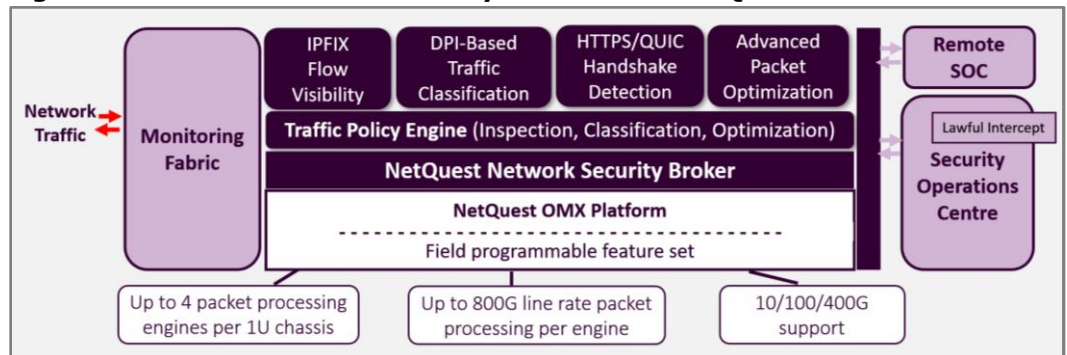 Network
Traffic
Monitoring
Fabric
IPFIX
Flow
Visibility
DPI-Based
Traffic
Classification
HTTPS/QUIC
Handshake
Detection
Advanced
Packet
Optimization
Traffic Policy Engine (Inspection, Classification, Optimization)
NetQuest Network Security Broker
NetQuest OMX Platform
Field programmable feature set
Up to 4 packet processing
engines per 1U chassis
Up to 800G line rate packet
processing per engine
10/100/400G
support
Remote
SOC
Lawful Intercept
Security
Operations
Centre